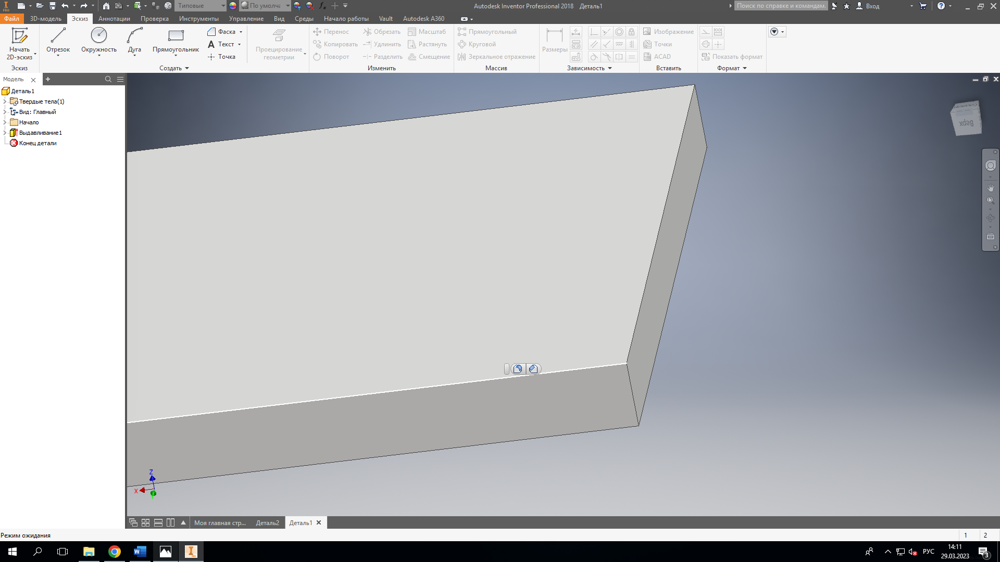 Типовые
По умолча
Autodesk Inventor Professional 2018 Деталь1
Поиск по справке и командам.
Вход
Файл 3D-модель Эскиз Аннотации Проверка Инструменты Управление Вид Среды Начало работы Vault Autodesk A360
Начать
2D-эскиз
Отрезок
Окружность
Дуга
Прямоугольник
Фаска
Текст
Точка
Проецирование
геометрии
Перенос
Копировать
Поворот
Обрезать
Удлинить
Разделить
Масштаб
Растянуть
Смещение
Прямоугольный
Круговой
Зеркальное отражение
Размеры
Изображение
Точки
ACAD
Показать формат
Эскиз
Создать
Изменить
Массив
Зависимость
Вставить
Формат
Модель
Деталь1
Твердые тела(1)
Вид: Главный
Начало
Выдавливание1
Конец детали
Верх
Z
X
Моя главная стр... Деталь2 Деталь1
Режим ожидания
1 2
РУС
14:11
29.03.2023
3